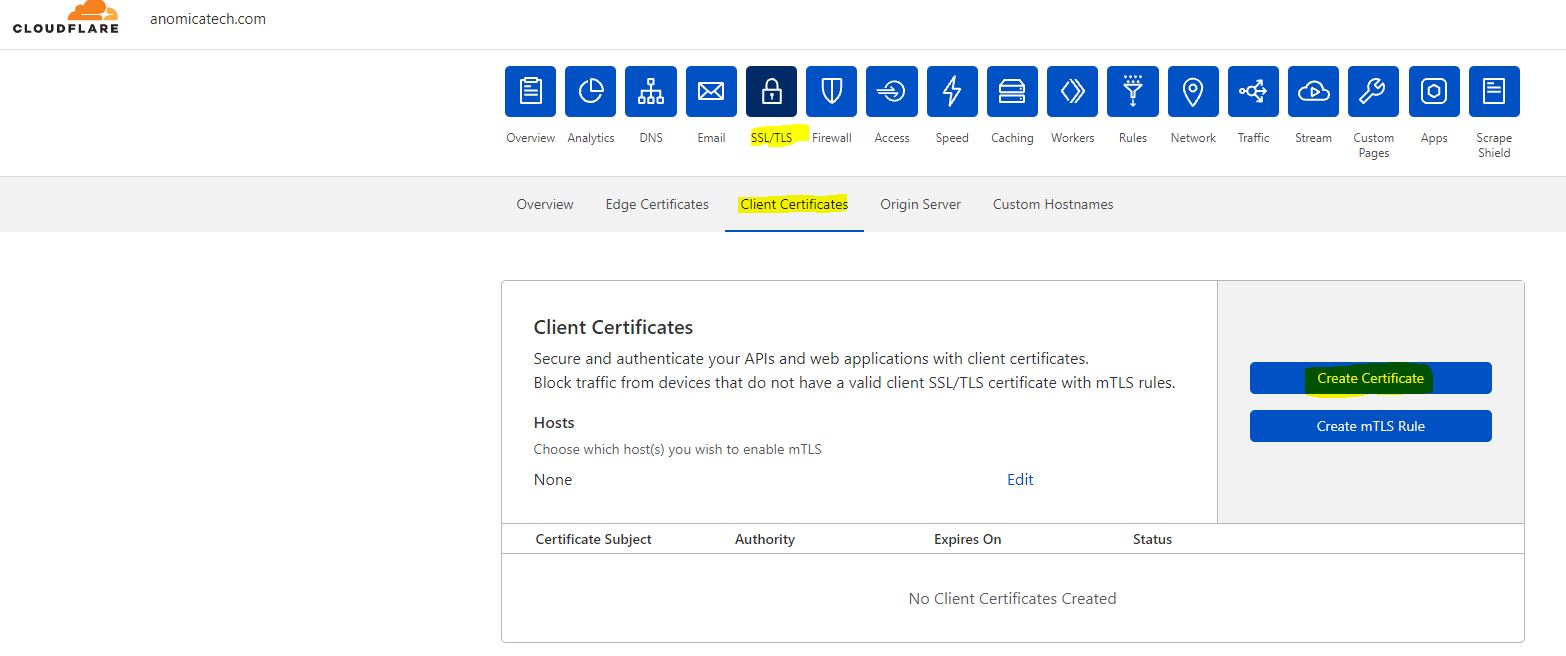 CLOUDFLARE
anomicatech.com
Overview Analytics DNS Email SSL/TLS Firewall Access Speed Caching Workers Rules Network Traffic Stream Custom Pages Apps Scrape Shield
Overview Edge Certificates Client Certificates Origin Server Custom Hostnames
Client Certificates
Secure and authenticate your APIs and web applications with client certificates.
Block traffic from devices that do not have a valid client SSL/TLS certificate with mTLS rules.
Hosts
Choose which host(s) you wish to enable mTLS
None Edit
Create Certificate
Create mTLS Rule
Certificate Subject Authority Expires On Status
No Client Certificates Created